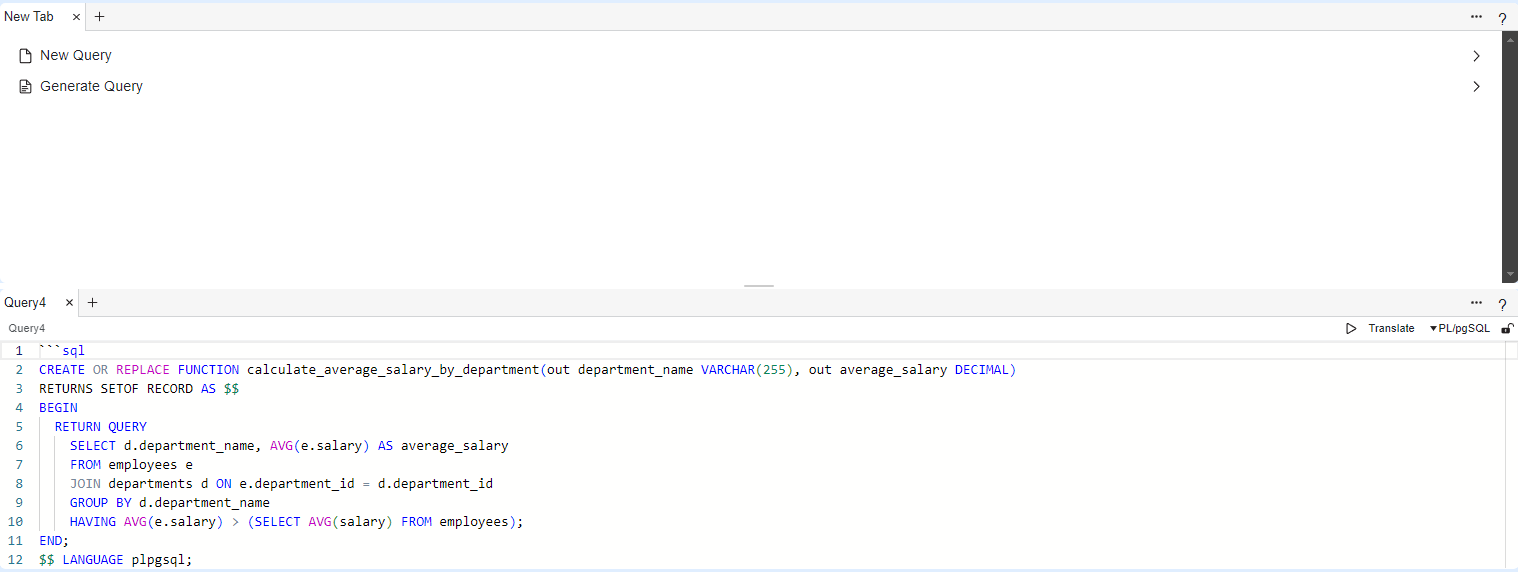 New Tab × +
... ?
New Query
Generate Query
Query4 × +
... ?
Query4
Translate
PL/pgSQL
1 ```sql
2 CREATE OR REPLACE FUNCTION calculate_average_salary_by_department(out department_name VARCHAR(255), out average_salary DECIMAL)
3 RETURNS SETOF RECORD AS $$
4 BEGIN
5 RETURN QUERY
6 SELECT d.department_name, AVG(e.salary) AS average_salary
7 FROM employees e
8 JOIN departments d ON e.department_id = d.department_id
9 GROUP BY d.department_name
10 HAVING AVG(e.salary) > (SELECT AVG(salary) FROM employees);
11 END;
12 $$ LANGUAGE plpgsql;